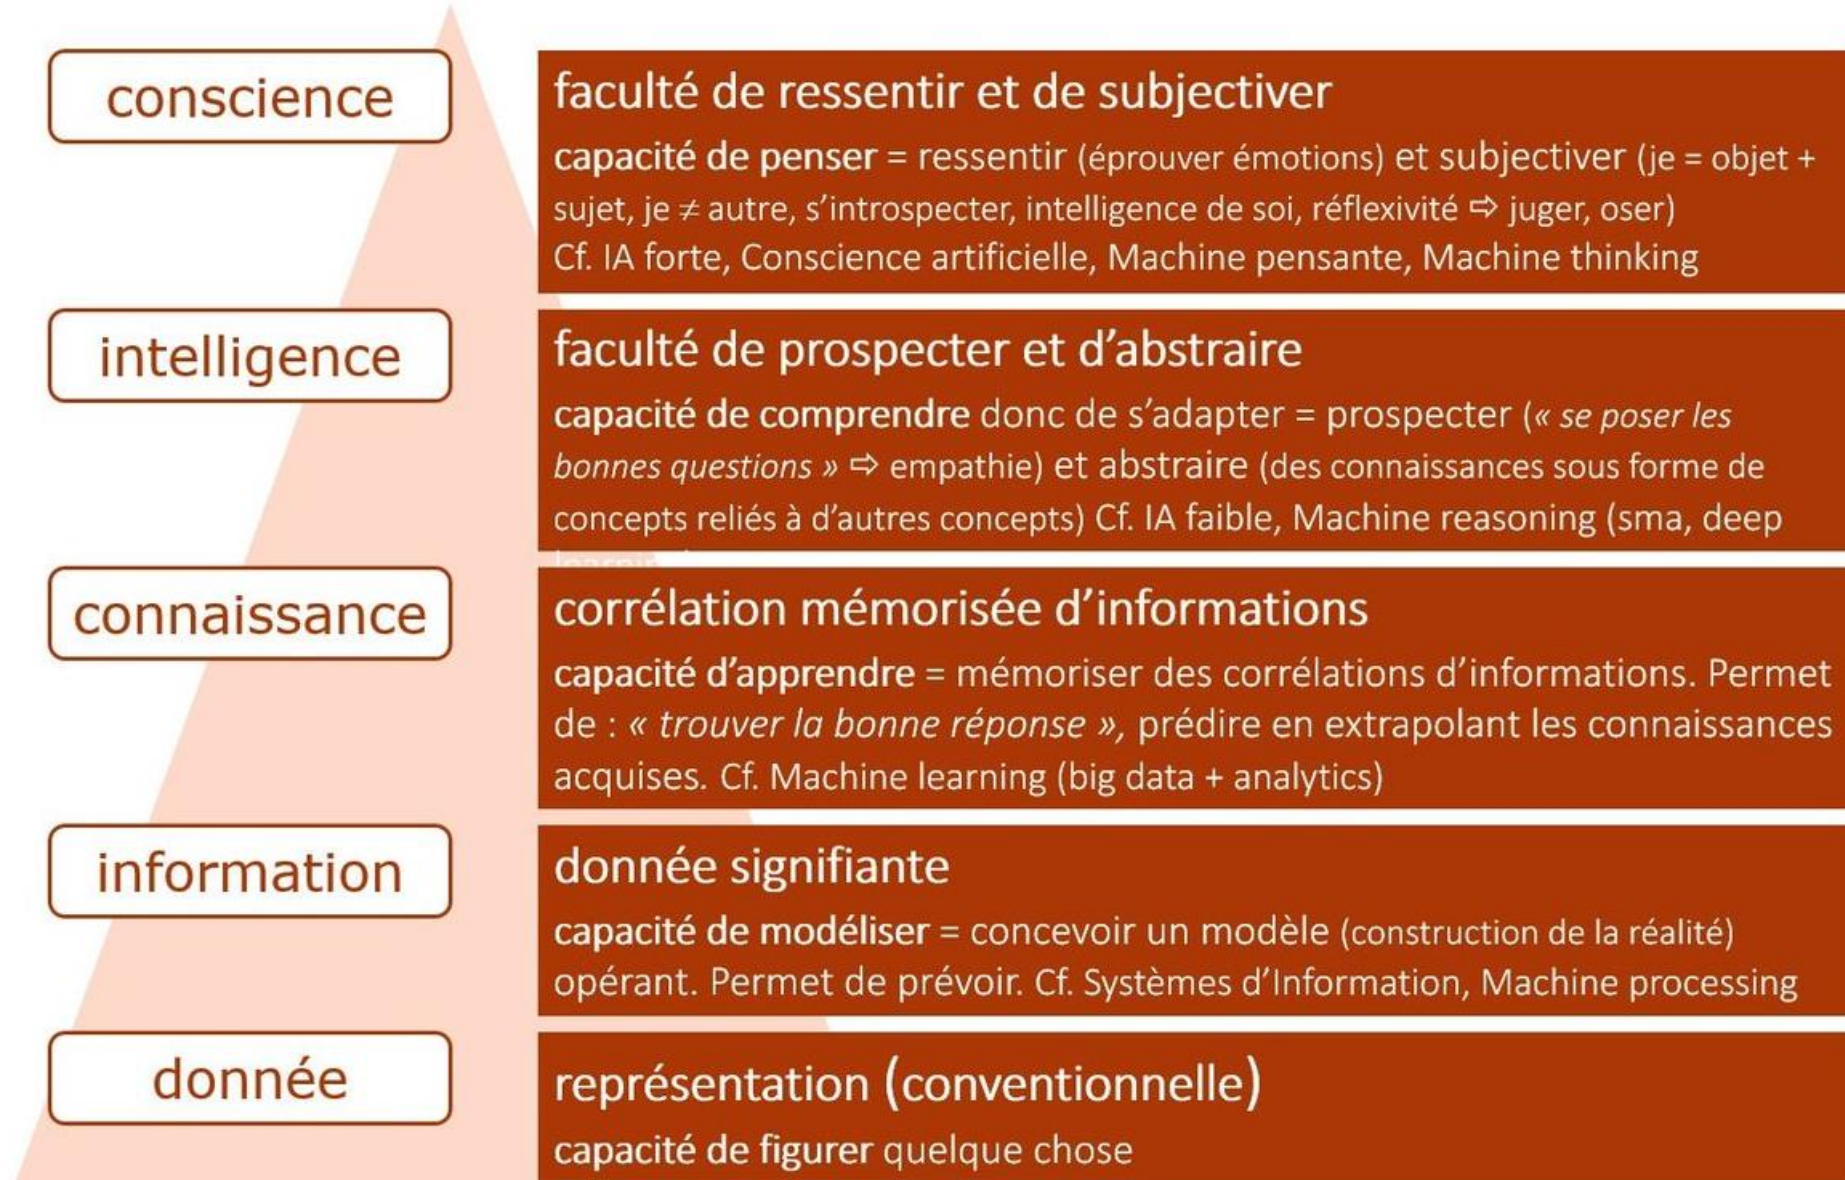 conscience
faculté de ressentir et de subjectiver
capacité de penser = ressentir (éprouver émotions) et subjectiver (je = objet +
sujet, je ≠ autre, s’introspecter, intelligence de soi, réflexivité ⇨ juger, oser)
Cf. IA forte, Conscience artificielle, Machine pensante, Machine thinking
intelligence
faculté de prospecter et d’abstraire
capacité de comprendre donc de s’adapter = prospecter (« se poser les
bonnes questions » ⇨ empathie) et abstraire (des connaissances sous forme de
concepts reliés à d’autres concepts) Cf. IA faible, Machine reasoning (sma, deep
connaissance
corrélation mémorisée d’informations
capacité d’apprendre = mémoriser des corrélations d’informations. Permet
de : « trouver la bonne réponse », prédire en extrapolant les connaissances
acquises. Cf. Machine learning (big data + analytics)
information
donnée signifiante
capacité de modéliser = concevoir un modèle (construction de la réalité)
opérant. Permet de prévoir. Cf. Systèmes d’Information, Machine processing
donnée
représentation (conventionnelle)
capacité de figurer quelque chose